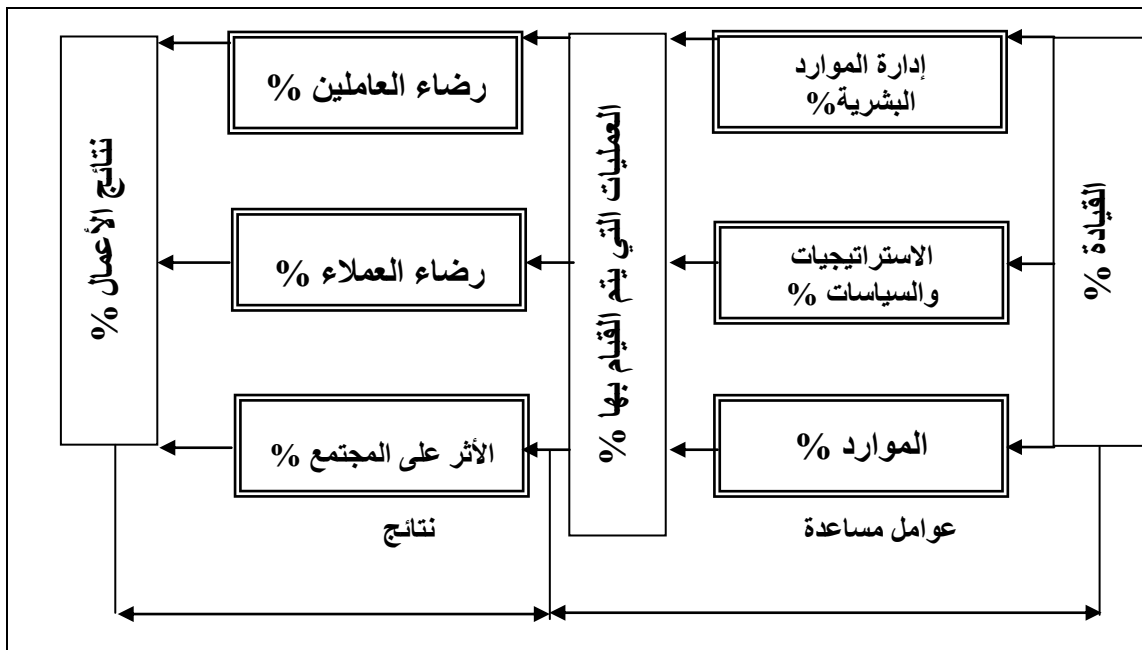 القيادة %
إدارة الموارد
البشرية%
الاستراتيجيات
والسياسات %
الموارد %
العمليات التي يتم القيام بها %
رضاء العاملين %
رضاء العملاء %
الأثر على المجتمع %
نتائج الأعمال %
عوامل مساعدة
نتائج